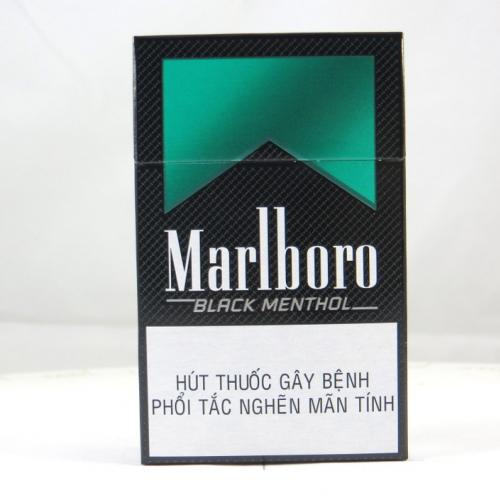 Marlboro
BLACK MENTHOL
HÚT THUỐC GÂY BỆNH
PHỔI TẮC NGHẼN MÃN TÍNH